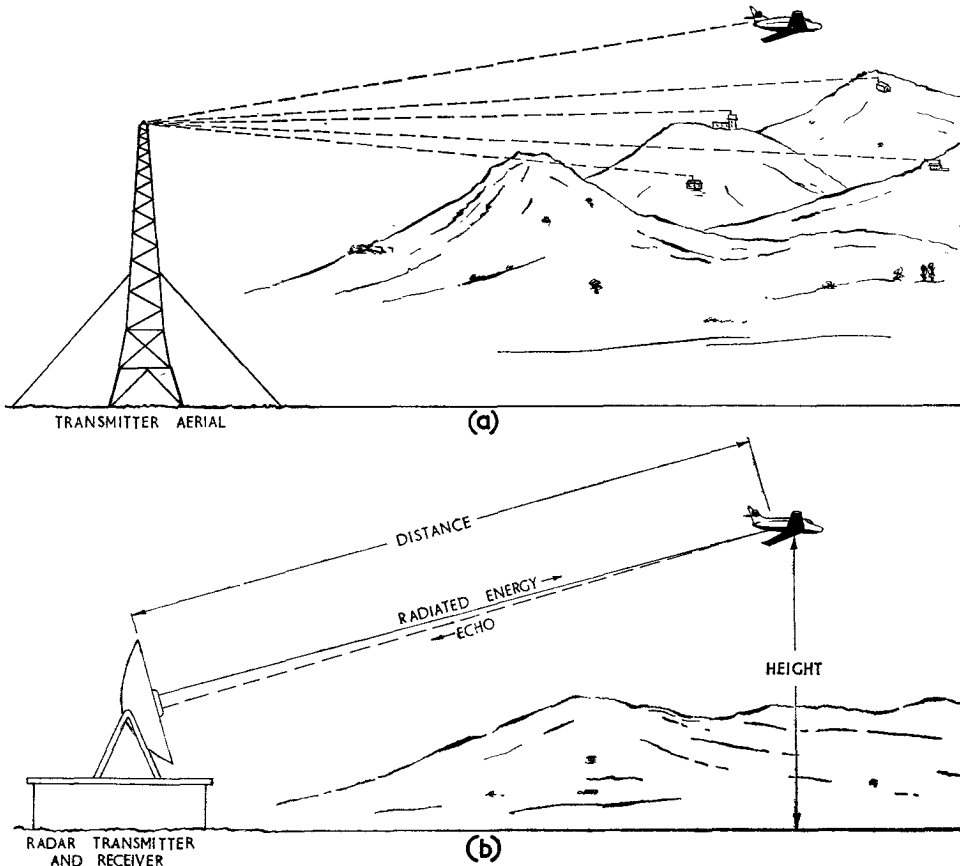 TRANSMITTER AERIAL
(a)
DISTANCE
RADIATED ENERGY
ECHO
HEIGHT
RADAR TRANSMITTER
AND RECEIVER
(b)